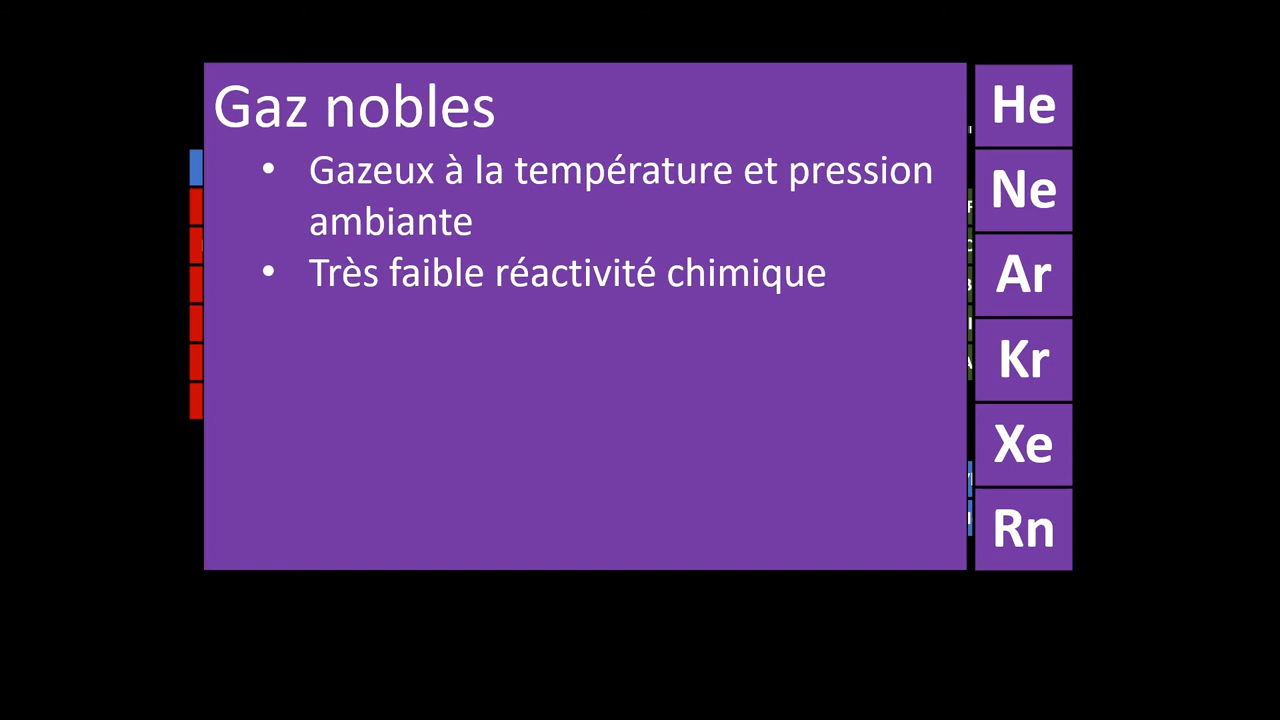 Gaz nobles
• Gazeux à la température et pression
ambiante
• Très faible réactivité chimique
He
Ne
Ar
Kr
Xe
Rn